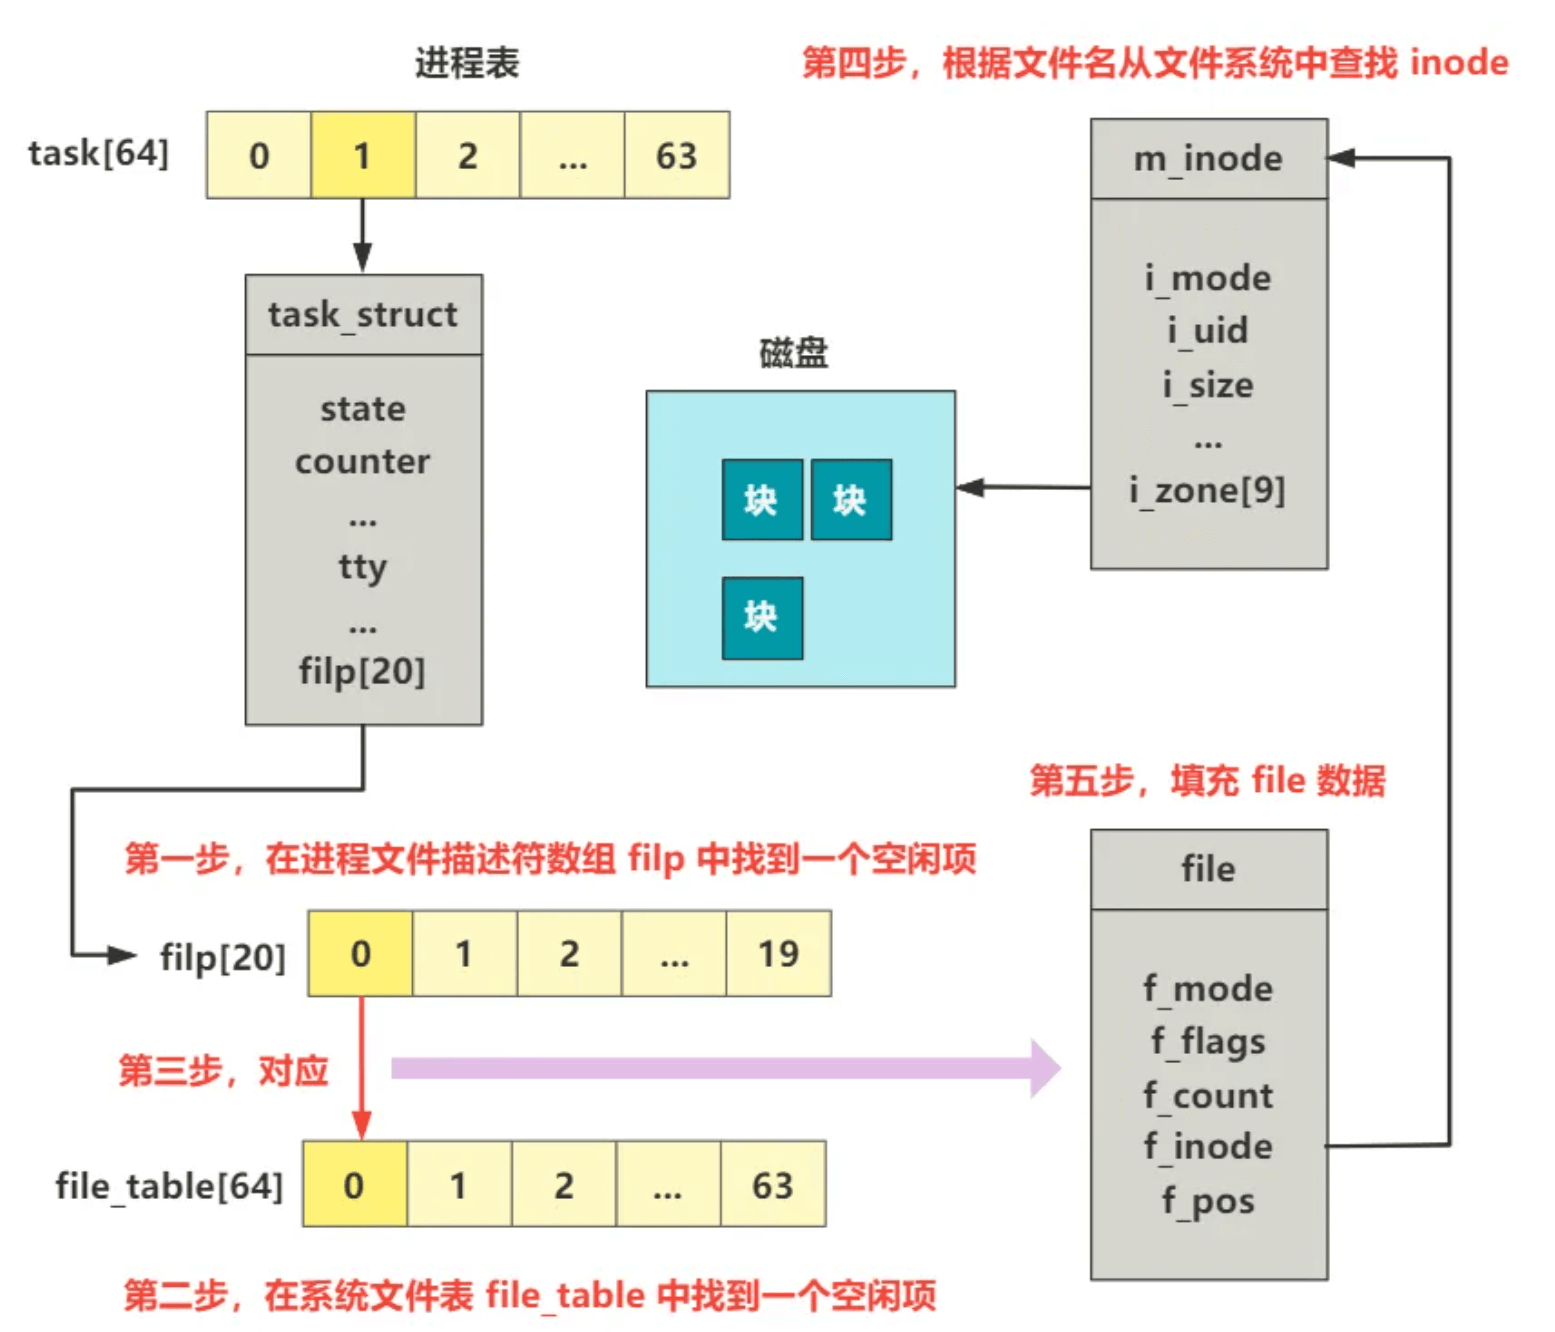 进程表
task[64]
0 1 2 ... 63
task_struct
state
counter
...
tty
...
filp[20]
第四步，根据文件名从文件系统中查找 inode
m_inode
i_mode
i_uid
i_size
...
i_zone[9]
磁盘
块 块
块
第一步，在进程文件描述符数组 filp 中找到一个空闲项
filp[20] 0 1 2 ... 19
第三步，对应
file_table[64] 0 1 2 ... 63
第二步，在系统文件表 file_table 中找到一个空闲项
第五步，填充 file 数据
file
f_mode
f_flags
f_count
f_inode
f_pos